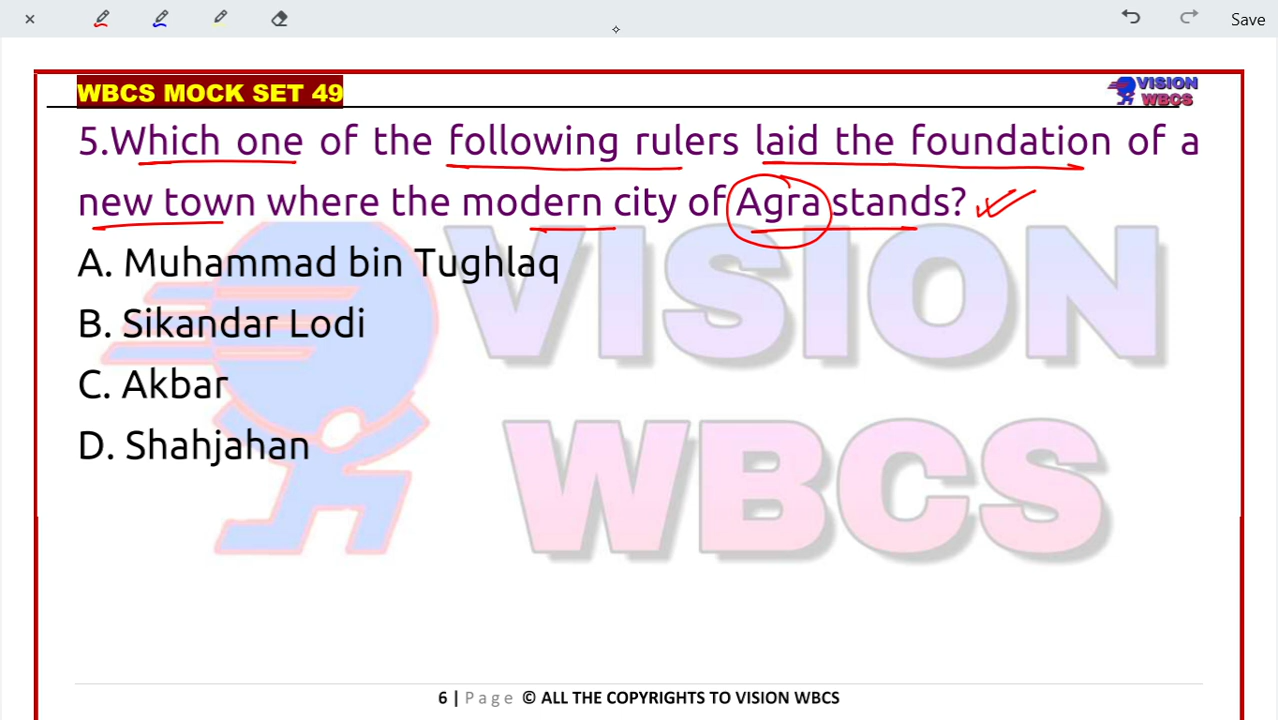 × Save
WBCS MOCK SET 49
VISION
WBCS
5.Which one of the following rulers laid the foundation of a
new town where the modern city of Agra stands?
A. Muhammad bin Tughlaq
B. Sikandar Lodi
C. Akbar
D. Shahjahan
VISION
WBCS
6 | Page © ALL THE COPYRIGHTS TO VISION WBCS